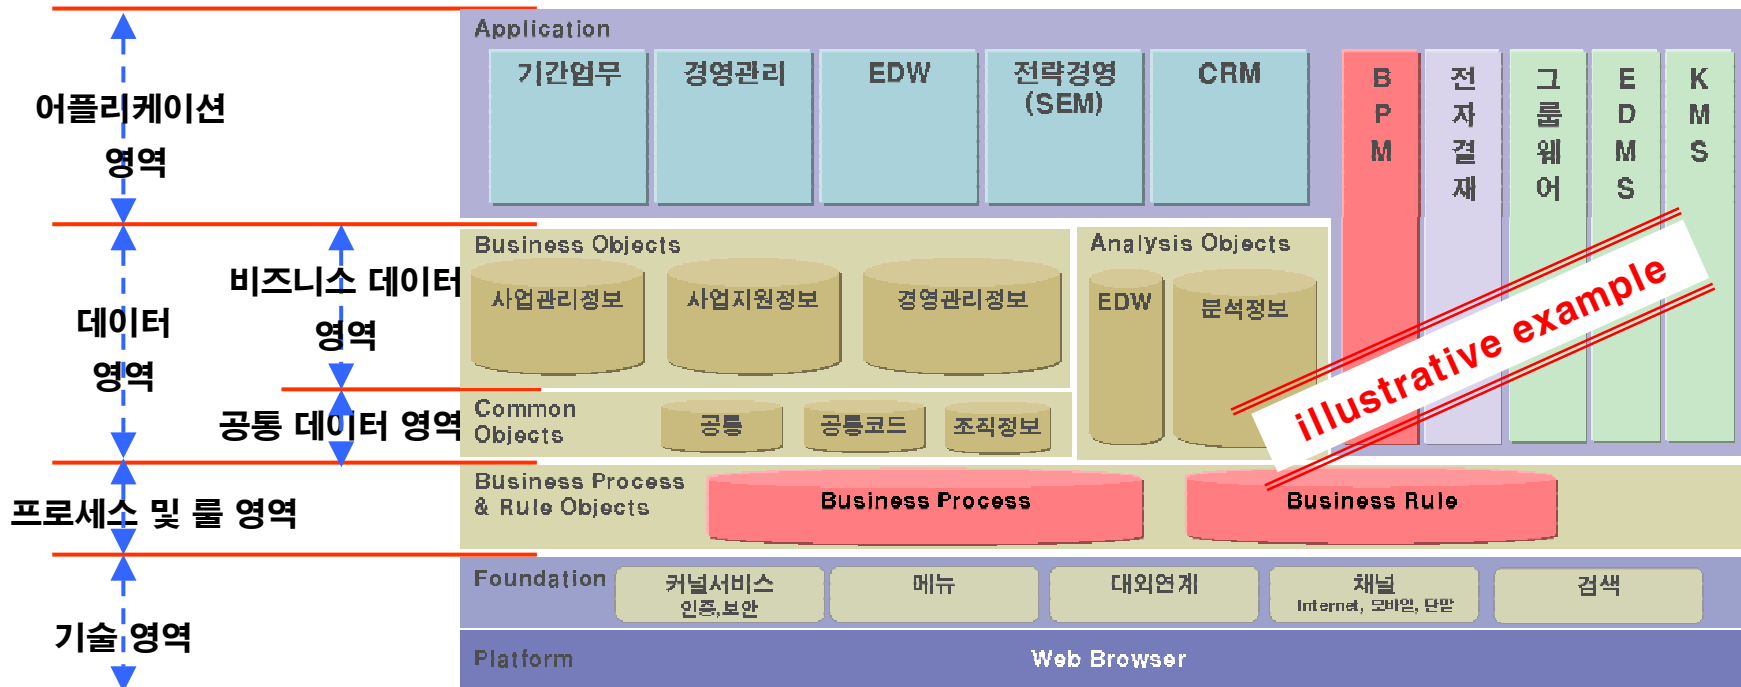 Application
기간업무
경영관리
EDW
전략경영
(SEM)
CRM
B
P
M
전
자
결
재
그
룹
웨
어
E
D
M
S
K
M
S
어플리케이션
영역
Business Objects
사업관리정보
사업지원정보
경영관리정보
Analysis Objects
EDW
분석정보
비즈니스 데이터
영역
데이터
영역
illustrative example
Common
Objects
공통
공통코드
조직정보
공통 데이터 영역
Business Process
& Rule Objects
Business Process
Business Rule
프로세스 및 룰 영역
Foundation
커널서비스
인증,보안
메뉴
대외연계
채널
Internet, 모바일, 단말
검색
기술 영역
Platform
Web Browser